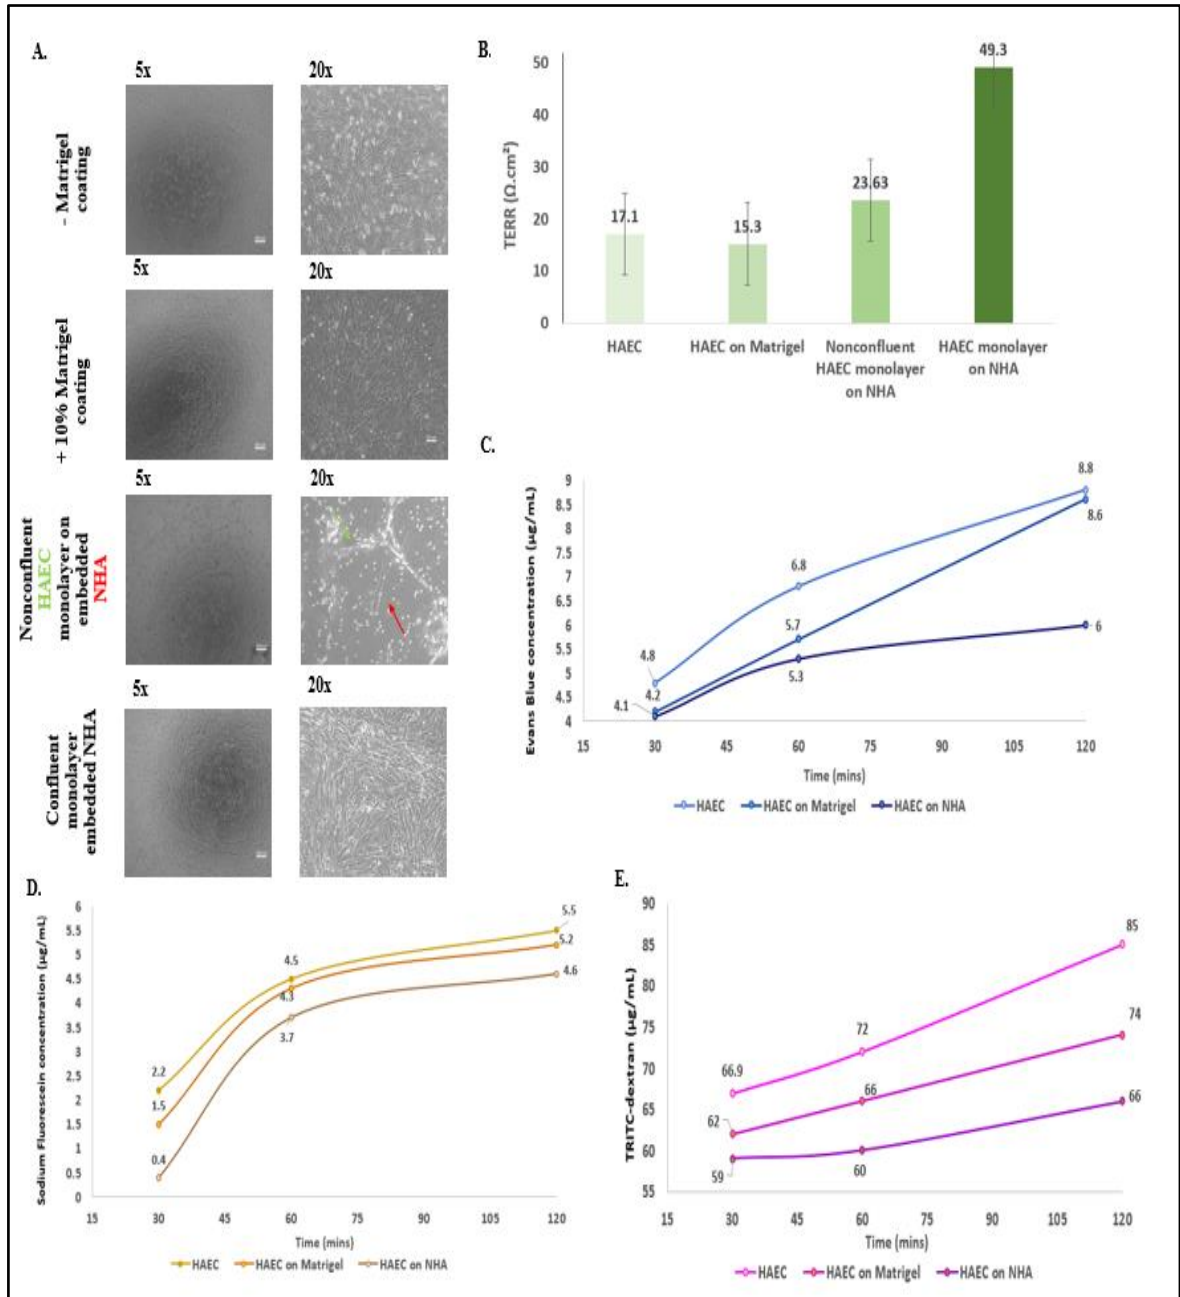 A.
5x
20x
- Matrigel
coating
5x
20x
+ 10% Matrigel
coating
5x
20x
Nonconfluent
HAEC
monolayer on
embedded
NHA
5x
20x
Confluent
monolayer
embedded NHA
B.
TERR (Ω.cm²)
50
40
30
20
10
0
17.1
15.3
23.63
49.3
HAEC
HAEC on Matrigel
Nonconfluent
HAEC monolayer
on NHA
HAEC monolayer
on NHA
C.
Evans Blue concentration (µg/mL)
9
8.5
8
7.5
7
6.5
6
5.5
5
4.5
4
4.8
4.2
4.1
6.8
5.7
5.3
8.8
8.6
6
15 30 45 60 75 90 105 120
Time (mins)
HAEC HAEC on Matrigel HAEC on NHA
D.
Sodium Fluorescein concentration (µg/mL)
6
5.5
5
4.5
4
3.5
3
2.5
2
1.5
1
0.5
0
2.2
1.5
0.4
4.5
4.3
3.7
5.5
5.2
4.6
15 30 45 60 75 90 105 120
Time (mins)
HAEC HAEC on Matrigel HAEC on NHA
E.
TRITC-dextran (µg/mL)
90
85
80
75
70
65
60
55
66.9
62
59
72
66
60
85
74
66
15 30 45 60 75 90 105 120
Time (mins)
HAEC HAEC on Matrigel HAEC on NHA